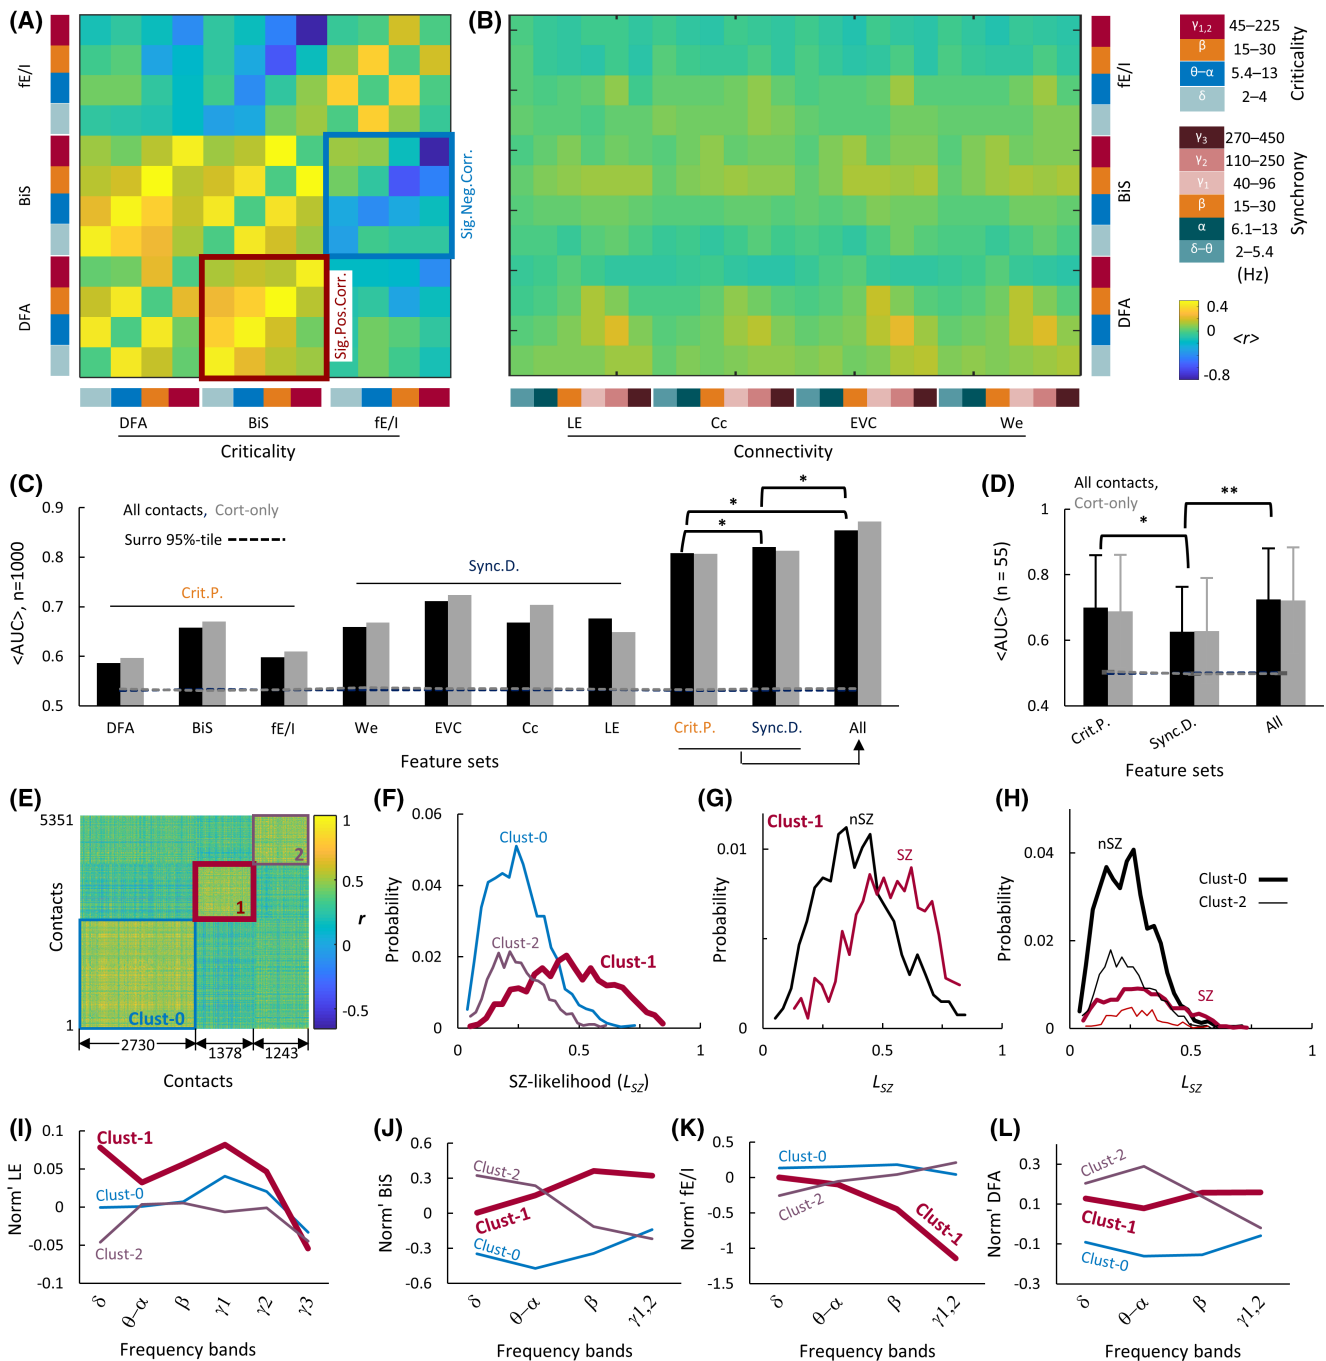 (A)
fE/I
BiS
DFA
Sig.Neg.Corr.
Sig.Pos.Corr.
DFA BiS fE/I
Criticality
(B)
fE/I
BiS
DFA
LE Cc EVC We
Connectivity
γ1,2 45–225
β 15–30
θ–α 5.4–13
δ 2–4
Criticality
γ3 270–450
γ2 110–250
γ1 40–96
β 15–30
α 6.1–13
δ–θ 2–5.4
(Hz)
Synchrony
0.4
0
-0.8
<r>
(C)
<AUC>, n=1000
0.9
0.8
0.7
0.6
0.5
All contacts, Cort-only
Surro 95%-tile
Crit.P.
Sync.D.
*
*
*
DFA BiS fE/I We EVC Cc LE Crit.P. Sync.D. All
Feature sets
(D)
<AUC> (n = 55)
All contacts,
Cort-only
1
0.8
0.6
0.4
*
**
Crit.P. Sync.D. All
Feature sets
(E)
5351
Contacts
1
2
1
Clust-0
2730 1378 1243
Contacts
1
0.5
r
0
-0.5
(F)
Probability
0.06
0.04
0.02
0
Clust-0
Clust-2
Clust-1
0 0.5 1
SZ-likelihood (LSZ)
(G)
Probability
Clust-1
nSZ
SZ
0.01
0
0 0.5 1
LSZ
(H)
Probability
0.04
0.02
0
nSZ
Clust-0
Clust-2
SZ
0 0.5 1
LSZ
(I)
Norm' LE
0.1
0.05
0
-0.05
-0.1
Clust-1
Clust-0
Clust-2
δ θ–α β γ1 γ2 γ3
Frequency bands
(J)
Norm' BiS
0.6
0.3
0
-0.3
-0.6
Clust-2
Clust-1
Clust-0
δ θ–α β γ1,2
Frequency bands
(K)
Norm' fE/I
0.5
0
-0.5
-1
-1.5
Clust-0
Clust-2
Clust-1
δ θ–α β γ1,2
Frequency bands
(L)
Norm' DFA
0.3
0.1
-0.1
-0.3
Clust-2
Clust-1
Clust-0
δ θ–α β γ1,2
Frequency bands